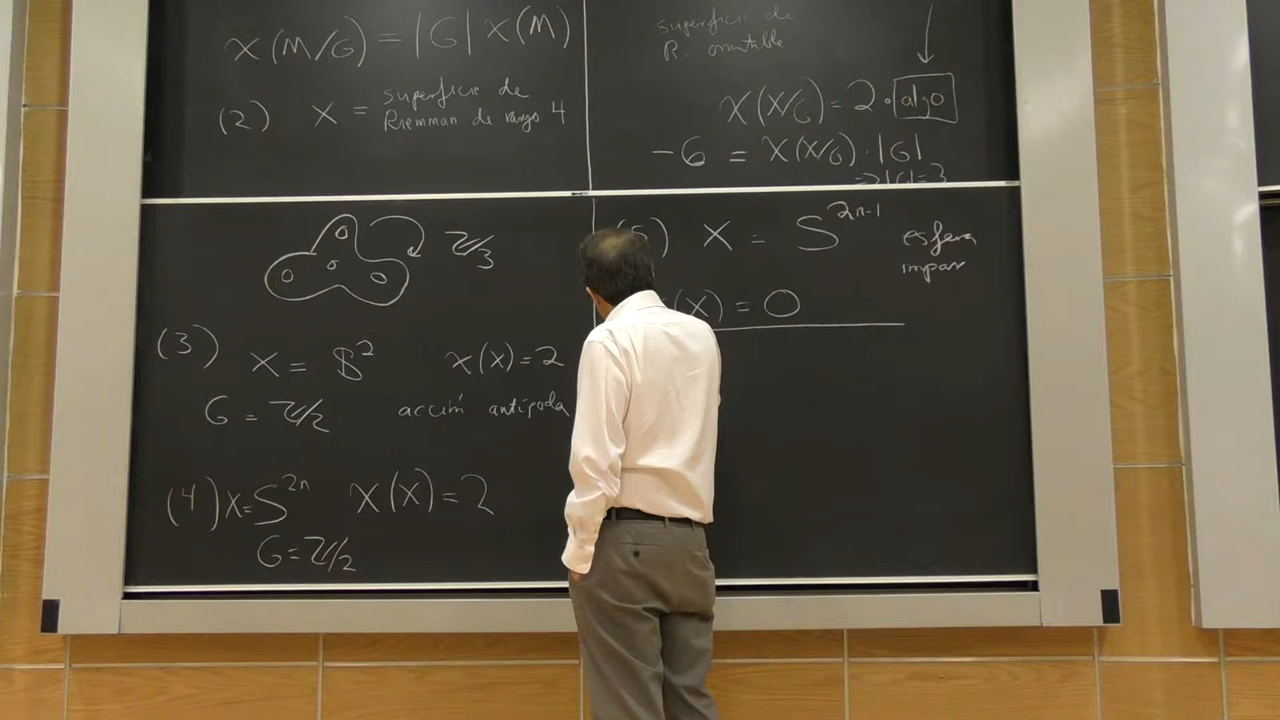 χ(M/G) = |G| χ(M)
(2) X = superficie de
Riemman de rango 4
superficie de
R. orientable
χ(X/G) = 2 · algo
-6 = χ(X/G) · |G|
⇒ |G| = 3
ℤ/3
(3) X = S² χ(X) = 2
G = ℤ/2 acción antípoda
(4) X = S²ⁿ χ(X) = 2
G = ℤ/2
(5) X = S²ⁿ⁻¹ esfera
impar
(X) = 0